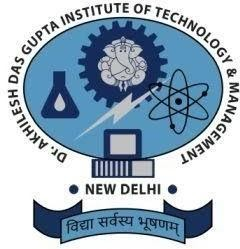 Dr. AKHILESH DAS GUPTA INSTITUTE OF TECHNOLOGY & MANAGEMENT
NEW DELHI
विद्या सर्वस्य भूषणम्